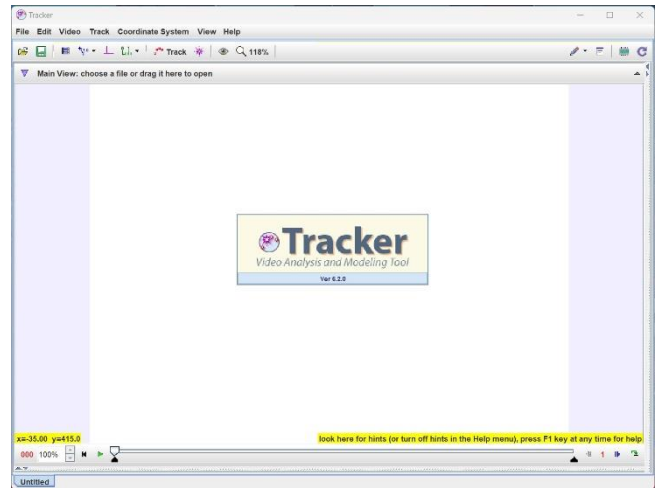 Tracker
File Edit Video Track Coordinate System View Help
Track 118%
Main View: choose a file or drag it here to open
Tracker
Video Analysis and Modeling Tool
Ver 6.2.0
x=-35.00 y=415.0 look here for hints (or turn off hints in the Help menu), press F1 key at any time for help
000 100% 1
Untitled